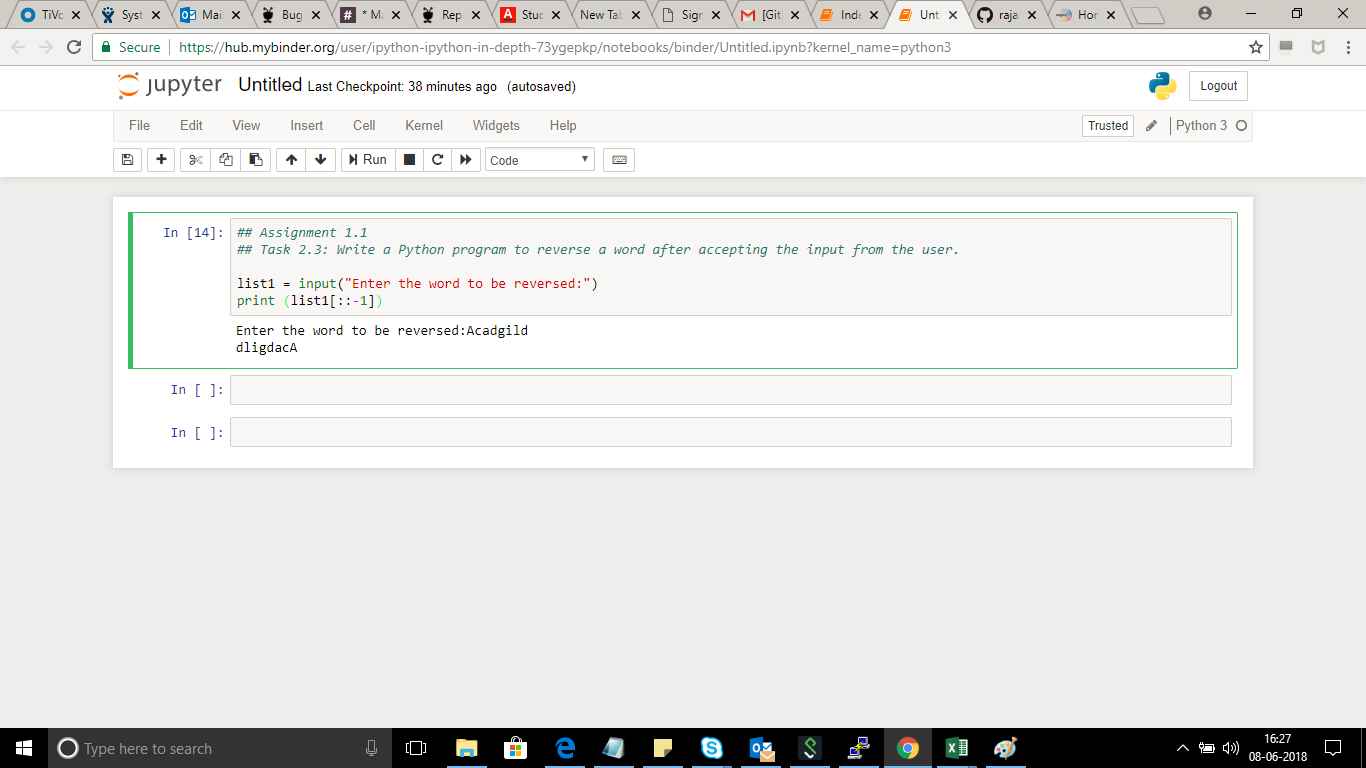 TiVo Syst Mai Bug * M Rep Stud New Tab Sign [Git Inde Unt raja Hor
Secure https://hub.mybinder.org/user/ipython-ipython-in-depth-73ygepkp/notebooks/binder/Untitled.ipynb?kernel_name=python3
jupyter Untitled Last Checkpoint: 38 minutes ago (autosaved) Logout
File Edit View Insert Cell Kernel Widgets Help Trusted Python 3
Run Code
In [14]: ## Assignment 1.1
## Task 2.3: Write a Python program to reverse a word after accepting the input from the user.
list1 = input("Enter the word to be reversed:")
print (list1[::-1])
Enter the word to be reversed:Acadgild
dligdacA
In [ ]:
In [ ]:
Type here to search
16:27
08-06-2018